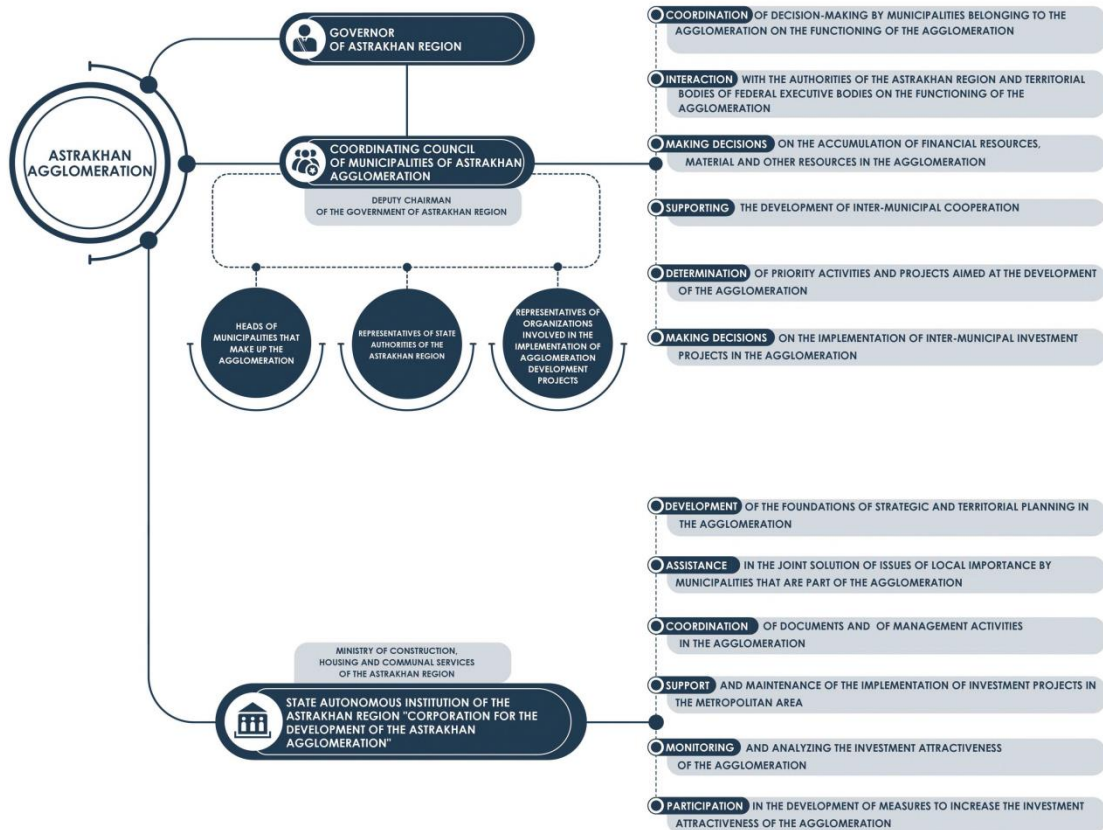 ASTRAKHAN
AGGLOMERATION
GOVERNOR
OF ASTRAKHAN REGION
COORDINATING COUNCIL
OF MUNICIPALITIES OF ASTRAKHAN
AGGLOMERATION
DEPUTY CHAIRMAN
OF THE GOVERNMENT OF ASTRAKHAN REGION
HEADS OF
MUNICIPALITIES THAT
MAKE UP THE
AGGLOMERATION
REPRESENTATIVES OF STATE
AUTHORITIES OF THE
ASTRAKHAN REGION
REPRESENTATIVES OF
ORGANIZATIONS
INVOLVED IN THE
IMPLEMENTATION OF
AGGLOMERATION
DEVELOPMENT
PROJECTS
COORDINATION OF DECISION-MAKING BY MUNICIPALITIES BELONGING TO THE
AGGLOMERATION ON THE FUNCTIONING OF THE AGGLOMERATION
INTERACTION WITH THE AUTHORITIES OF THE ASTRAKHAN REGION AND TERRITORIAL
BODIES OF FEDERAL EXECUTIVE BODIES ON THE FUNCTIONING OF THE
AGGLOMERATION
MAKING DECISIONS ON THE ACCUMULATION OF FINANCIAL RESOURCES,
MATERIAL AND OTHER RESOURCES IN THE AGGLOMERATION
SUPPORTING THE DEVELOPMENT OF INTER-MUNICIPAL COOPERATION
DETERMINATION OF PRIORITY ACTIVITIES AND PROJECTS AIMED AT THE DEVELOPMENT
OF THE AGGLOMERATION
MAKING DECISIONS ON THE IMPLEMENTATION OF INTER-MUNICIPAL INVESTMENT
PROJECTS IN THE AGGLOMERATION
MINISTRY OF CONSTRUCTION,
HOUSING AND COMMUNAL SERVICES
OF THE ASTRAKHAN REGION
STATE AUTONOMOUS INSTITUTION OF THE
ASTRAKHAN REGION "CORPORATION FOR THE
DEVELOPMENT OF THE ASTRAKHAN
AGGLOMERATION"
DEVELOPMENT OF THE FOUNDATIONS OF STRATEGIC AND TERRITORIAL PLANNING IN
THE AGGLOMERATION
ASSISTANCE IN THE JOINT SOLUTION OF ISSUES OF LOCAL IMPORTANCE BY
MUNICIPALITIES THAT ARE PART OF THE AGGLOMERATION
COORDINATION OF DOCUMENTS AND OF MANAGEMENT ACTIVITIES
IN THE AGGLOMERATION
SUPPORT AND MAINTENANCE OF THE IMPLEMENTATION OF INVESTMENT PROJECTS IN
THE METROPOLITAN AREA
MONITORING AND ANALYZING THE INVESTMENT ATTRACTIVENESS
OF THE AGGLOMERATION
PARTICIPATION IN THE DEVELOPMENT OF MEASURES TO INCREASE THE INVESTMENT
ATTRACTIVENESS OF THE AGGLOMERATION